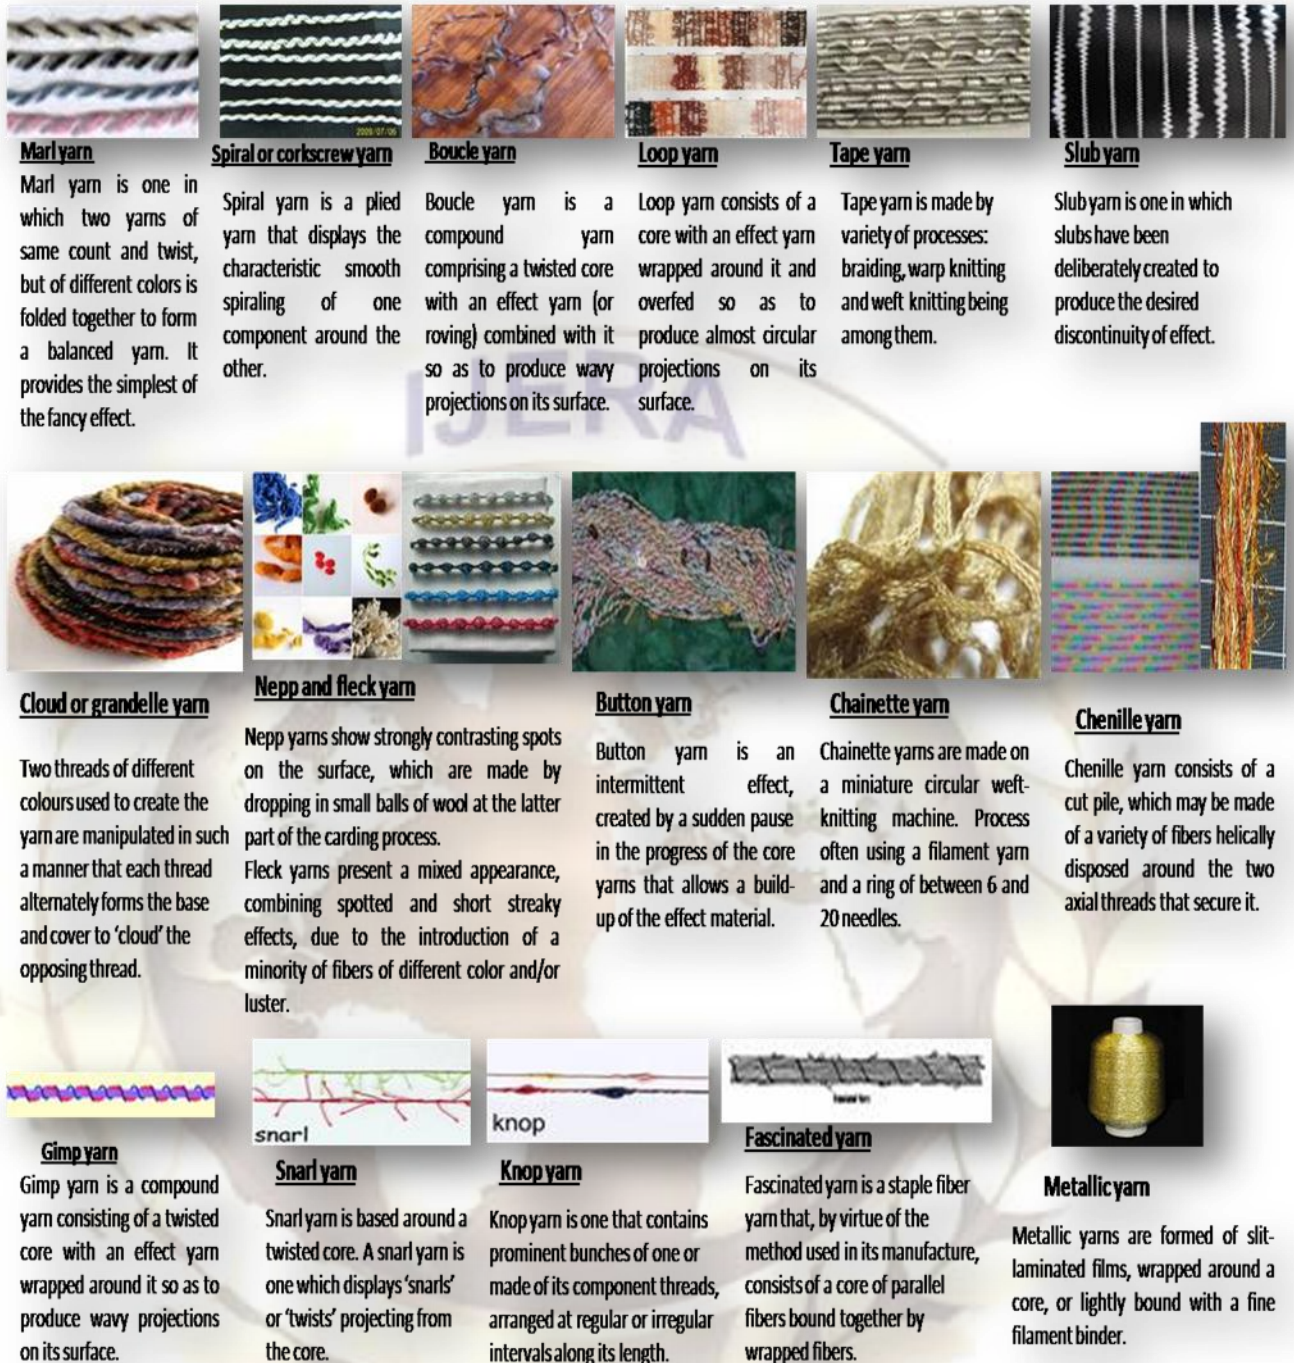 2009/07/06
Marl yarn
Marl yarn is one in
which two yarns of
same count and twist,
but of different colors is
folded together to form
a balanced yarn. It
provides the simplest of
the fancy effect.
Spiral or corkscrew yarn
Spiral yarn is a plied
yarn that displays the
characteristic smooth
spiraling of one
component around the
other.
Boucle yarn
Boucle yarn is a
compound yarn
comprising a twisted core
with an effect yarn (or
roving) combined with it
so as to produce wavy
projections on its surface.
Loop yarn
Loop yarn consists of a
core with an effect yarn
wrapped around it and
overfed so as to
produce almost circular
projections on its
surface.
Tape yarn
Tape yarn is made by
variety of processes:
braiding, warp knitting
and weft knitting being
among them.
Slub yarn
Slub yarn is one in which
slubs have been
deliberately created to
produce the desired
discontinuity of effect.
IJERA
Cloud or grandelle yarn
Two threads of different
colours used to create the
yarn are manipulated in such
a manner that each thread
alternately forms the base
and cover to ‘cloud’ the
opposing thread.
Nepp and fleck yarn
Nepp yarns show strongly contrasting spots
on the surface, which are made by
dropping in small balls of wool at the latter
part of the carding process.
Fleck yarns present a mixed appearance,
combining spotted and short streaky
effects, due to the introduction of a
minority of fibers of different color and/or
luster.
Button yarn
Button yarn is an
intermittent effect,
created by a sudden pause
in the progress of the core
yarns that allows a build-
up of the effect material.
Chainette yarn
Chainette yarns are made on
a miniature circular weft-
knitting machine. Process
often using a filament yarn
and a ring of between 6 and
20 needles.
Chenille yarn
Chenille yarn consists of a
cut pile, which may be made
of a variety of fibers helically
disposed around the two
axial threads that secure it.
Gimp yarn
Gimp yarn is a compound
yarn consisting of a twisted
core with an effect yarn
wrapped around it so as to
produce wavy projections
on its surface.
snarl
Snarl yarn
Snarl yarn is based around a
twisted core. A snarl yarn is
one which displays ‘snarls’
or ‘twists’ projecting from
the core.
knop
Knop yarn
Knop yarn is one that contains
prominent bunches of one or
made of its component threads,
arranged at regular or irregular
intervals along its length.
Fascinated yarn
Fascinated yarn is a staple fiber
yarn that, by virtue of the
method used in its manufacture,
consists of a core of parallel
fibers bound together by
wrapped fibers.
Metallic yarn
Metallic yarns are formed of slit-
laminated films, wrapped around a
core, or lightly bound with a fine
filament binder.